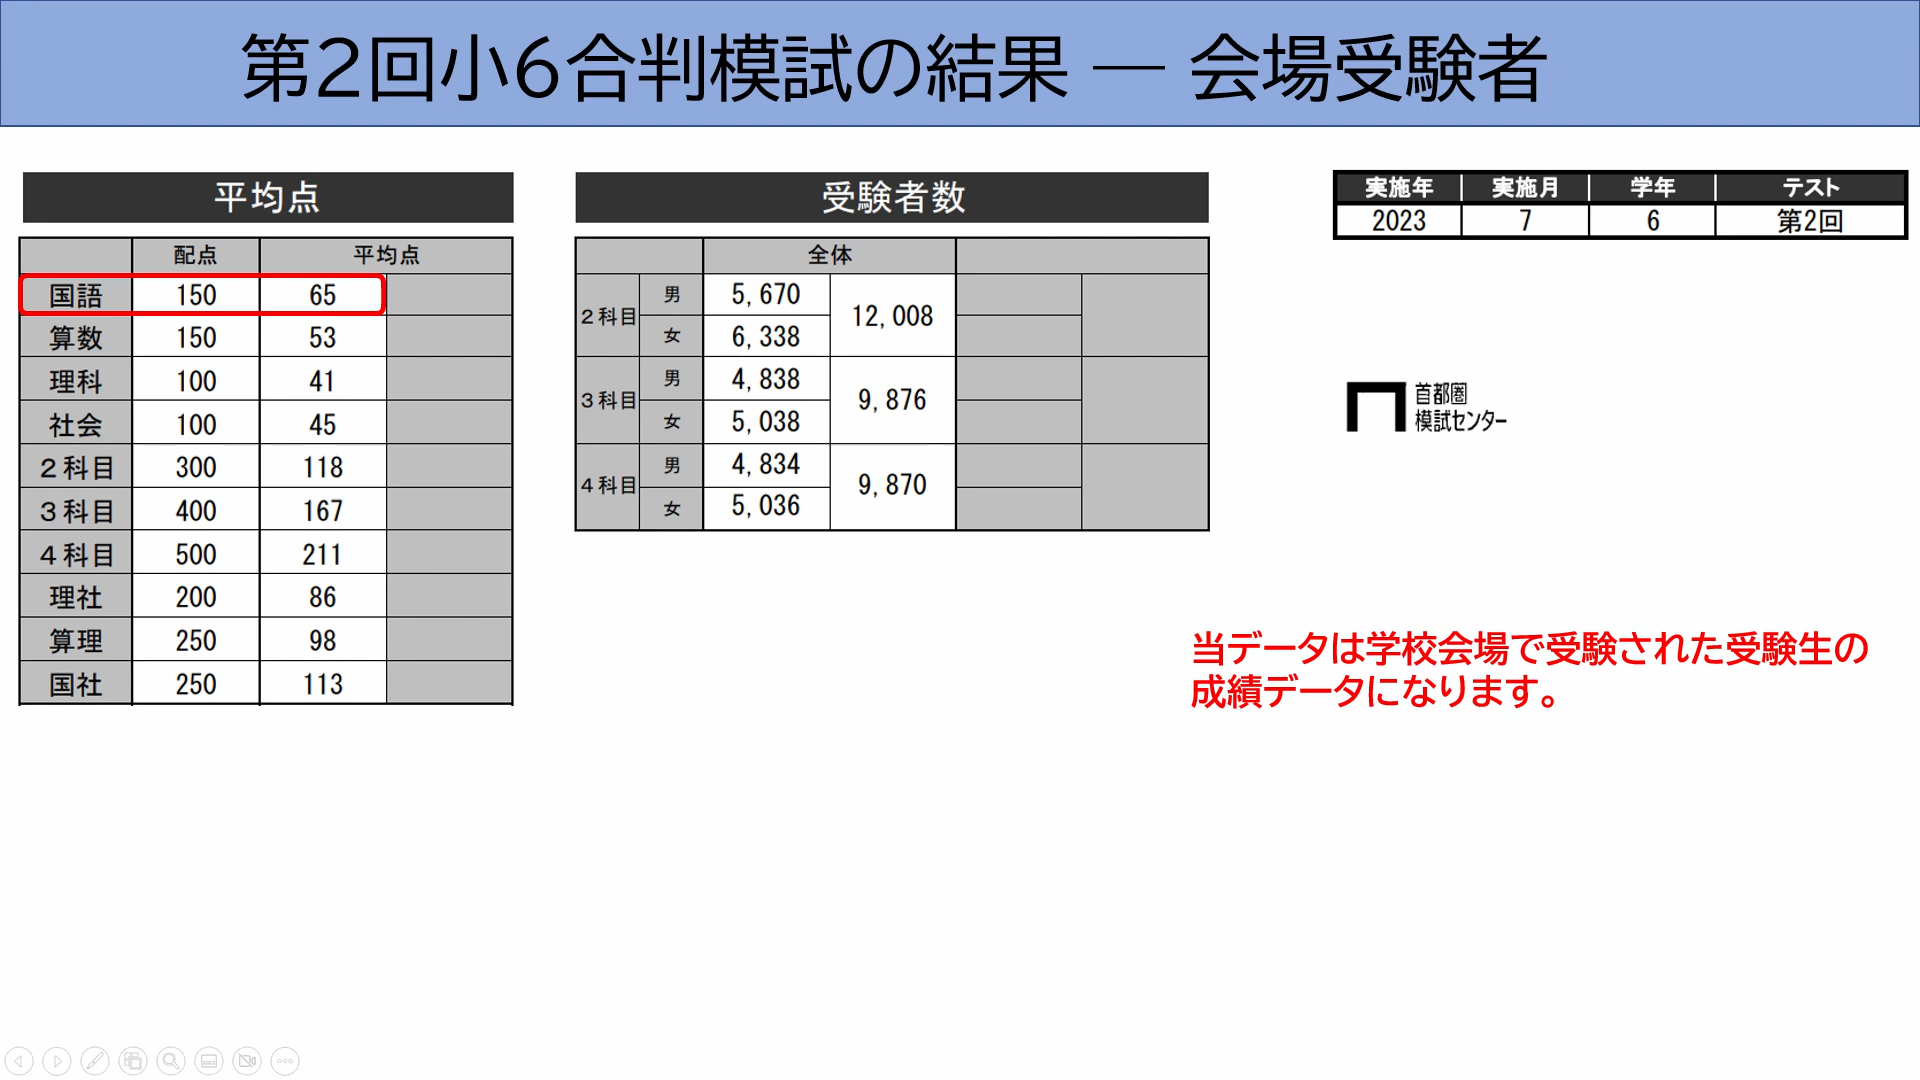 第2回小6合判模試の結果 ― 会場受験者
平均点
配点 平均点
国語 150 65
算数 150 53
理科 100 41
社会 100 45
2科目 300 118
3科目 400 167
4科目 500 211
理社 200 86
算理 250 98
国社 250 113
受験者数
全体
2科目 男 5,670 12,008
女 6,338
3科目 男 4,838 9,876
女 5,038
4科目 男 4,834 9,870
女 5,036
実施年 実施月 学年 テスト
2023 7 6 第2回
首都圏
模試センター
当データは学校会場で受験された受験生の
成績データになります。